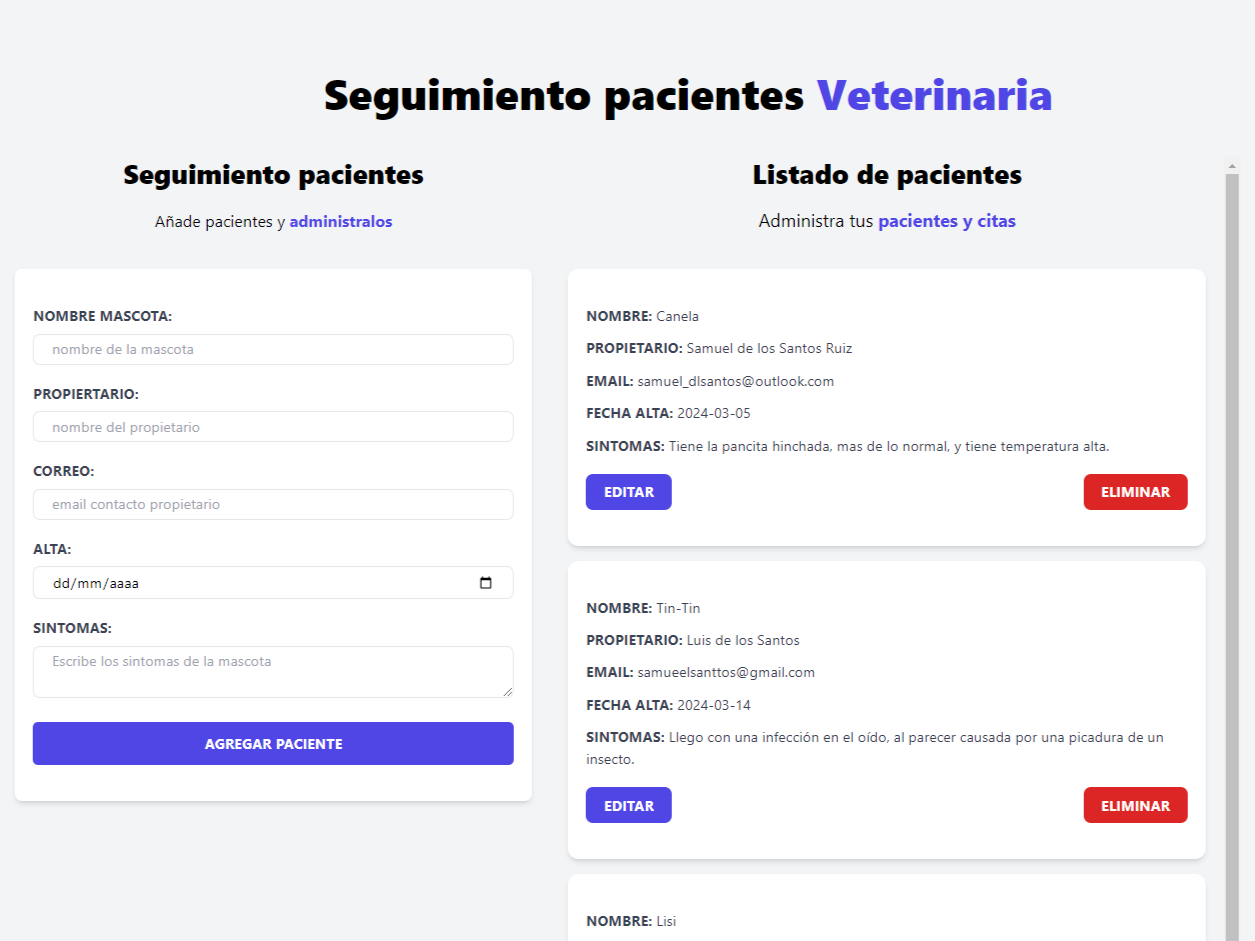 Seguimiento pacientes Veterinaria
Seguimiento pacientes
Añade pacientes y administralos
NOMBRE MASCOTA:
nombre de la mascota
PROPIERTARIO:
nombre del propietario
CORREO:
email contacto propietario
ALTA:
dd/mm/aaaa
SINTOMAS:
Escribe los sintomas de la mascota
AGREGAR PACIENTE
Listado de pacientes
Administra tus pacientes y citas
NOMBRE: Canela
PROPIETARIO: Samuel de los Santos Ruiz
EMAIL: samuel_dlsantos@outlook.com
FECHA ALTA: 2024-03-05
SINTOMAS: Tiene la pancita hinchada, mas de lo normal, y tiene temperatura alta.
EDITAR
ELIMINAR
NOMBRE: Tin-Tin
PROPIETARIO: Luis de los Santos
EMAIL: samueelsanttos@gmail.com
FECHA ALTA: 2024-03-14
SINTOMAS: Llego con una infección en el oído, al parecer causada por una picadura de un
insecto.
EDITAR
ELIMINAR
NOMBRE: Lisi